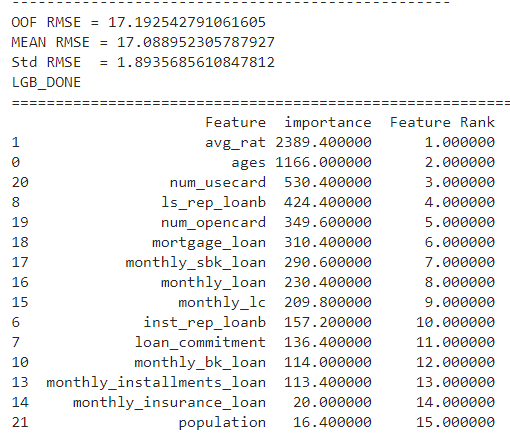 --------------------------------------------------
OOF RMSE = 17.192542791061605
MEAN RMSE = 17.088952305787927
Std RMSE  = 1.8935685610847812
LGB_DONE
==========================================================
Feature importance Feature Rank
1 avg_rat 2389.400000 1.000000
0 ages 1166.000000 2.000000
20 num_usecard 530.400000 3.000000
8 ls_rep_loanb 424.400000 4.000000
19 num_opencard 349.600000 5.000000
18 mortgage_loan 310.400000 6.000000
17 monthly_sbk_loan 290.600000 7.000000
16 monthly_loan 230.400000 8.000000
15 monthly_lc 209.800000 9.000000
6 inst_rep_loanb 157.200000 10.000000
7 loan_commitment 136.400000 11.000000
10 monthly_bk_loan 114.000000 12.000000
13 monthly_installments_loan 113.400000 13.000000
14 monthly_insurance_loan 20.000000 14.000000
21 population 16.400000 15.000000